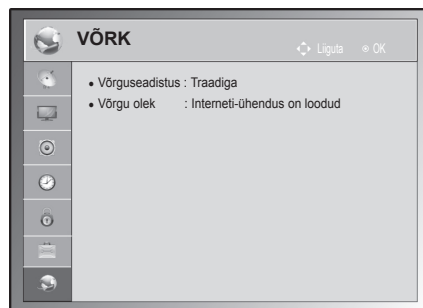 VÕRK
Liiguta OK
• Võrguseadistus : Traadiga
• Võrgu olek : Interneti-ühendus on loodud